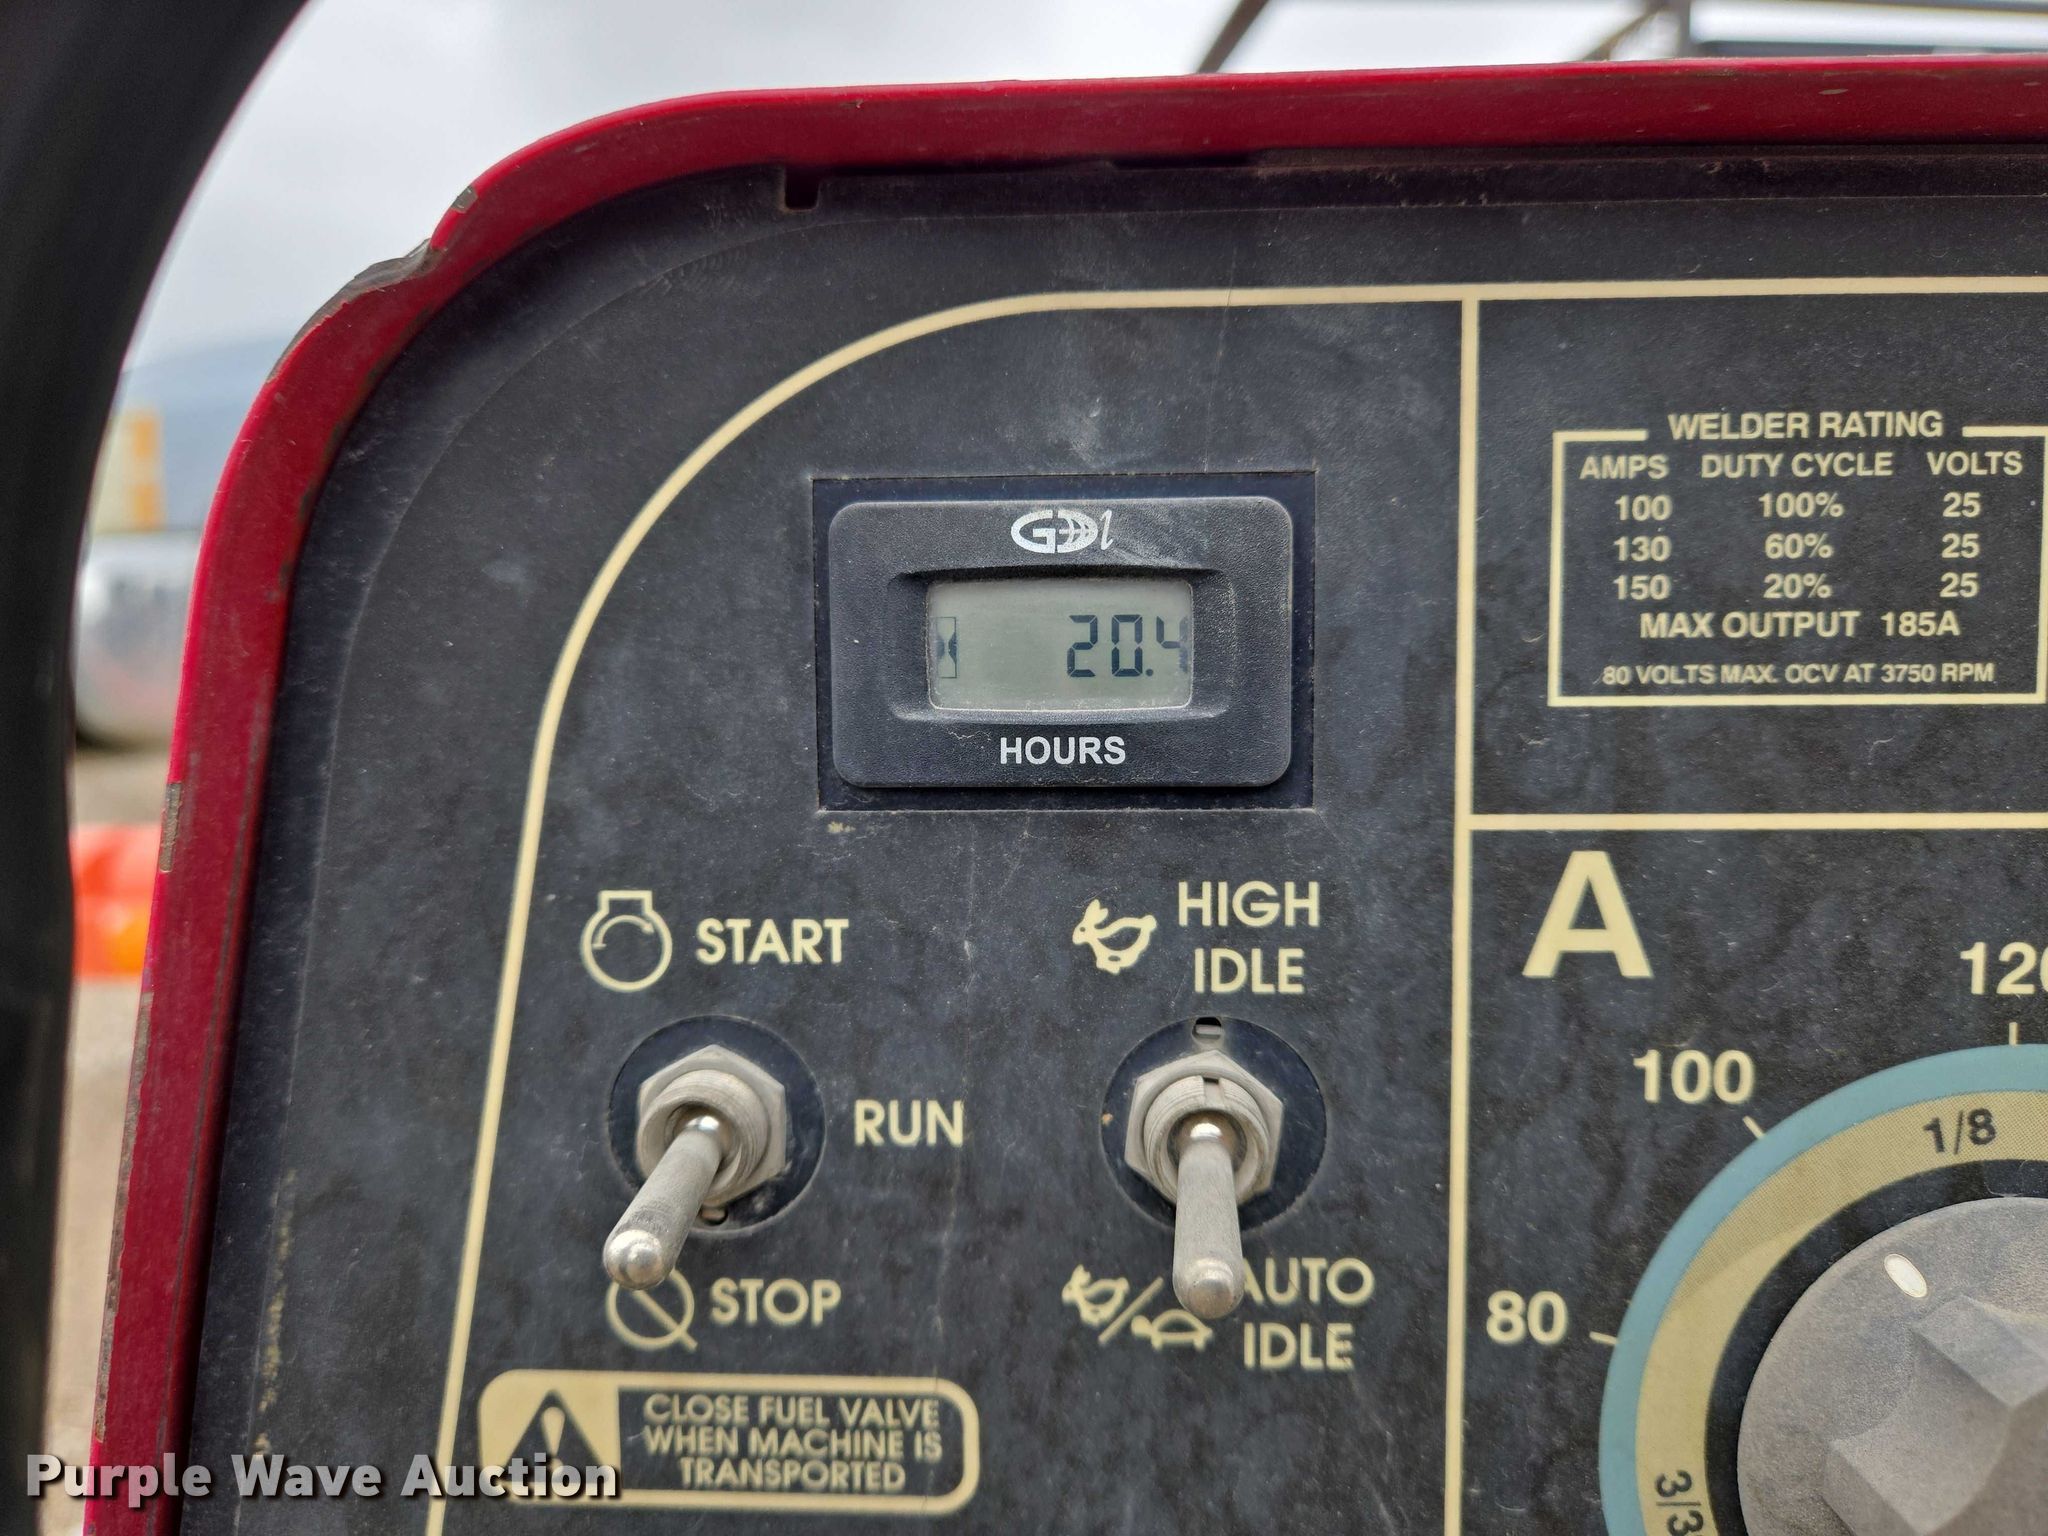 GDI
20.4
HOURS
WELDER RATING
AMPS DUTY CYCLE VOLTS
100 100% 25
130 60% 25
150 20% 25
MAX OUTPUT 185A
80 VOLTS MAX. OCV AT 3750 RPM
START
RUN
STOP
HIGH
IDLE
AUTO
IDLE
A
100
80
1/8
CLOSE FUEL VALVE
WHEN MACHINE IS
TRANSPORTED
Purple Wave Auction